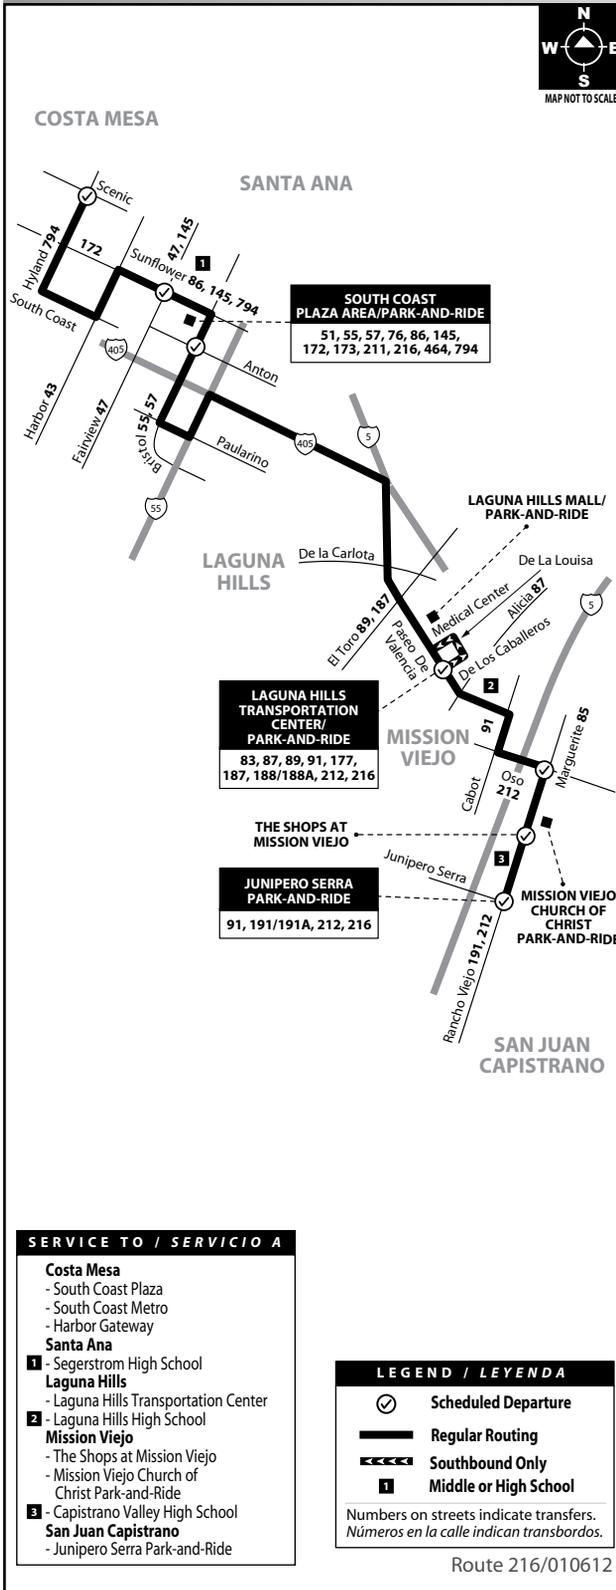 N
W E
S
MAP NOT TO SCALE
COSTA MESA
SANTA ANA
Scenic
47, 145
Hyland 794
172
Sunflower 86, 145, 794
1
South Coast
SOUTH COAST
PLAZA AREA/PARK-AND-RIDE
51, 55, 57, 76, 86, 145,
172, 173, 211, 216, 464, 794
405
Anton
Harbor 43
Fairview 47
Bristol 55, 57
Paularino
405
5
55
LAGUNA HILLS MALL/
PARK-AND-RIDE
LAGUNA
HILLS
De la Carlota
De La Louisa
Medical Center
Alicia 87
5
El Toro 89, 187
Paseo De
Valencia
De Los Caballeros
2
LAGUNA HILLS
TRANSPORTATION
CENTER/
PARK-AND-RIDE
83, 87, 89, 91, 177,
187, 188/188A, 212, 216
MISSION
VIEJO
91
Marguerite 85
Cabot
Oso
212
THE SHOPS AT
MISSION VIEJO
Junipero Serra
3
JUNIPERO SERRA
PARK-AND-RIDE
91, 191/191A, 212, 216
MISSION VIEJO
CHURCH OF
CHRIST
PARK-AND-RIDE
Rancho Viejo 191, 212
SAN JUAN
CAPISTRANO
SERVICE TO / SERVICIO A
Costa Mesa
- South Coast Plaza
- South Coast Metro
- Harbor Gateway
Santa Ana
1 - Segerstrom High School
Laguna Hills
- Laguna Hills Transportation Center
2 - Laguna Hills High School
Mission Viejo
- The Shops at Mission Viejo
- Mission Viejo Church of
Christ Park-and-Ride
3 - Capistrano Valley High School
San Juan Capistrano
- Junipero Serra Park-and-Ride
LEGEND / LEYENDA
Scheduled Departure
Regular Routing
Southbound Only
1 Middle or High School
Numbers on streets indicate transfers.
Números en la calle indican transbordos.
Route 216/010612